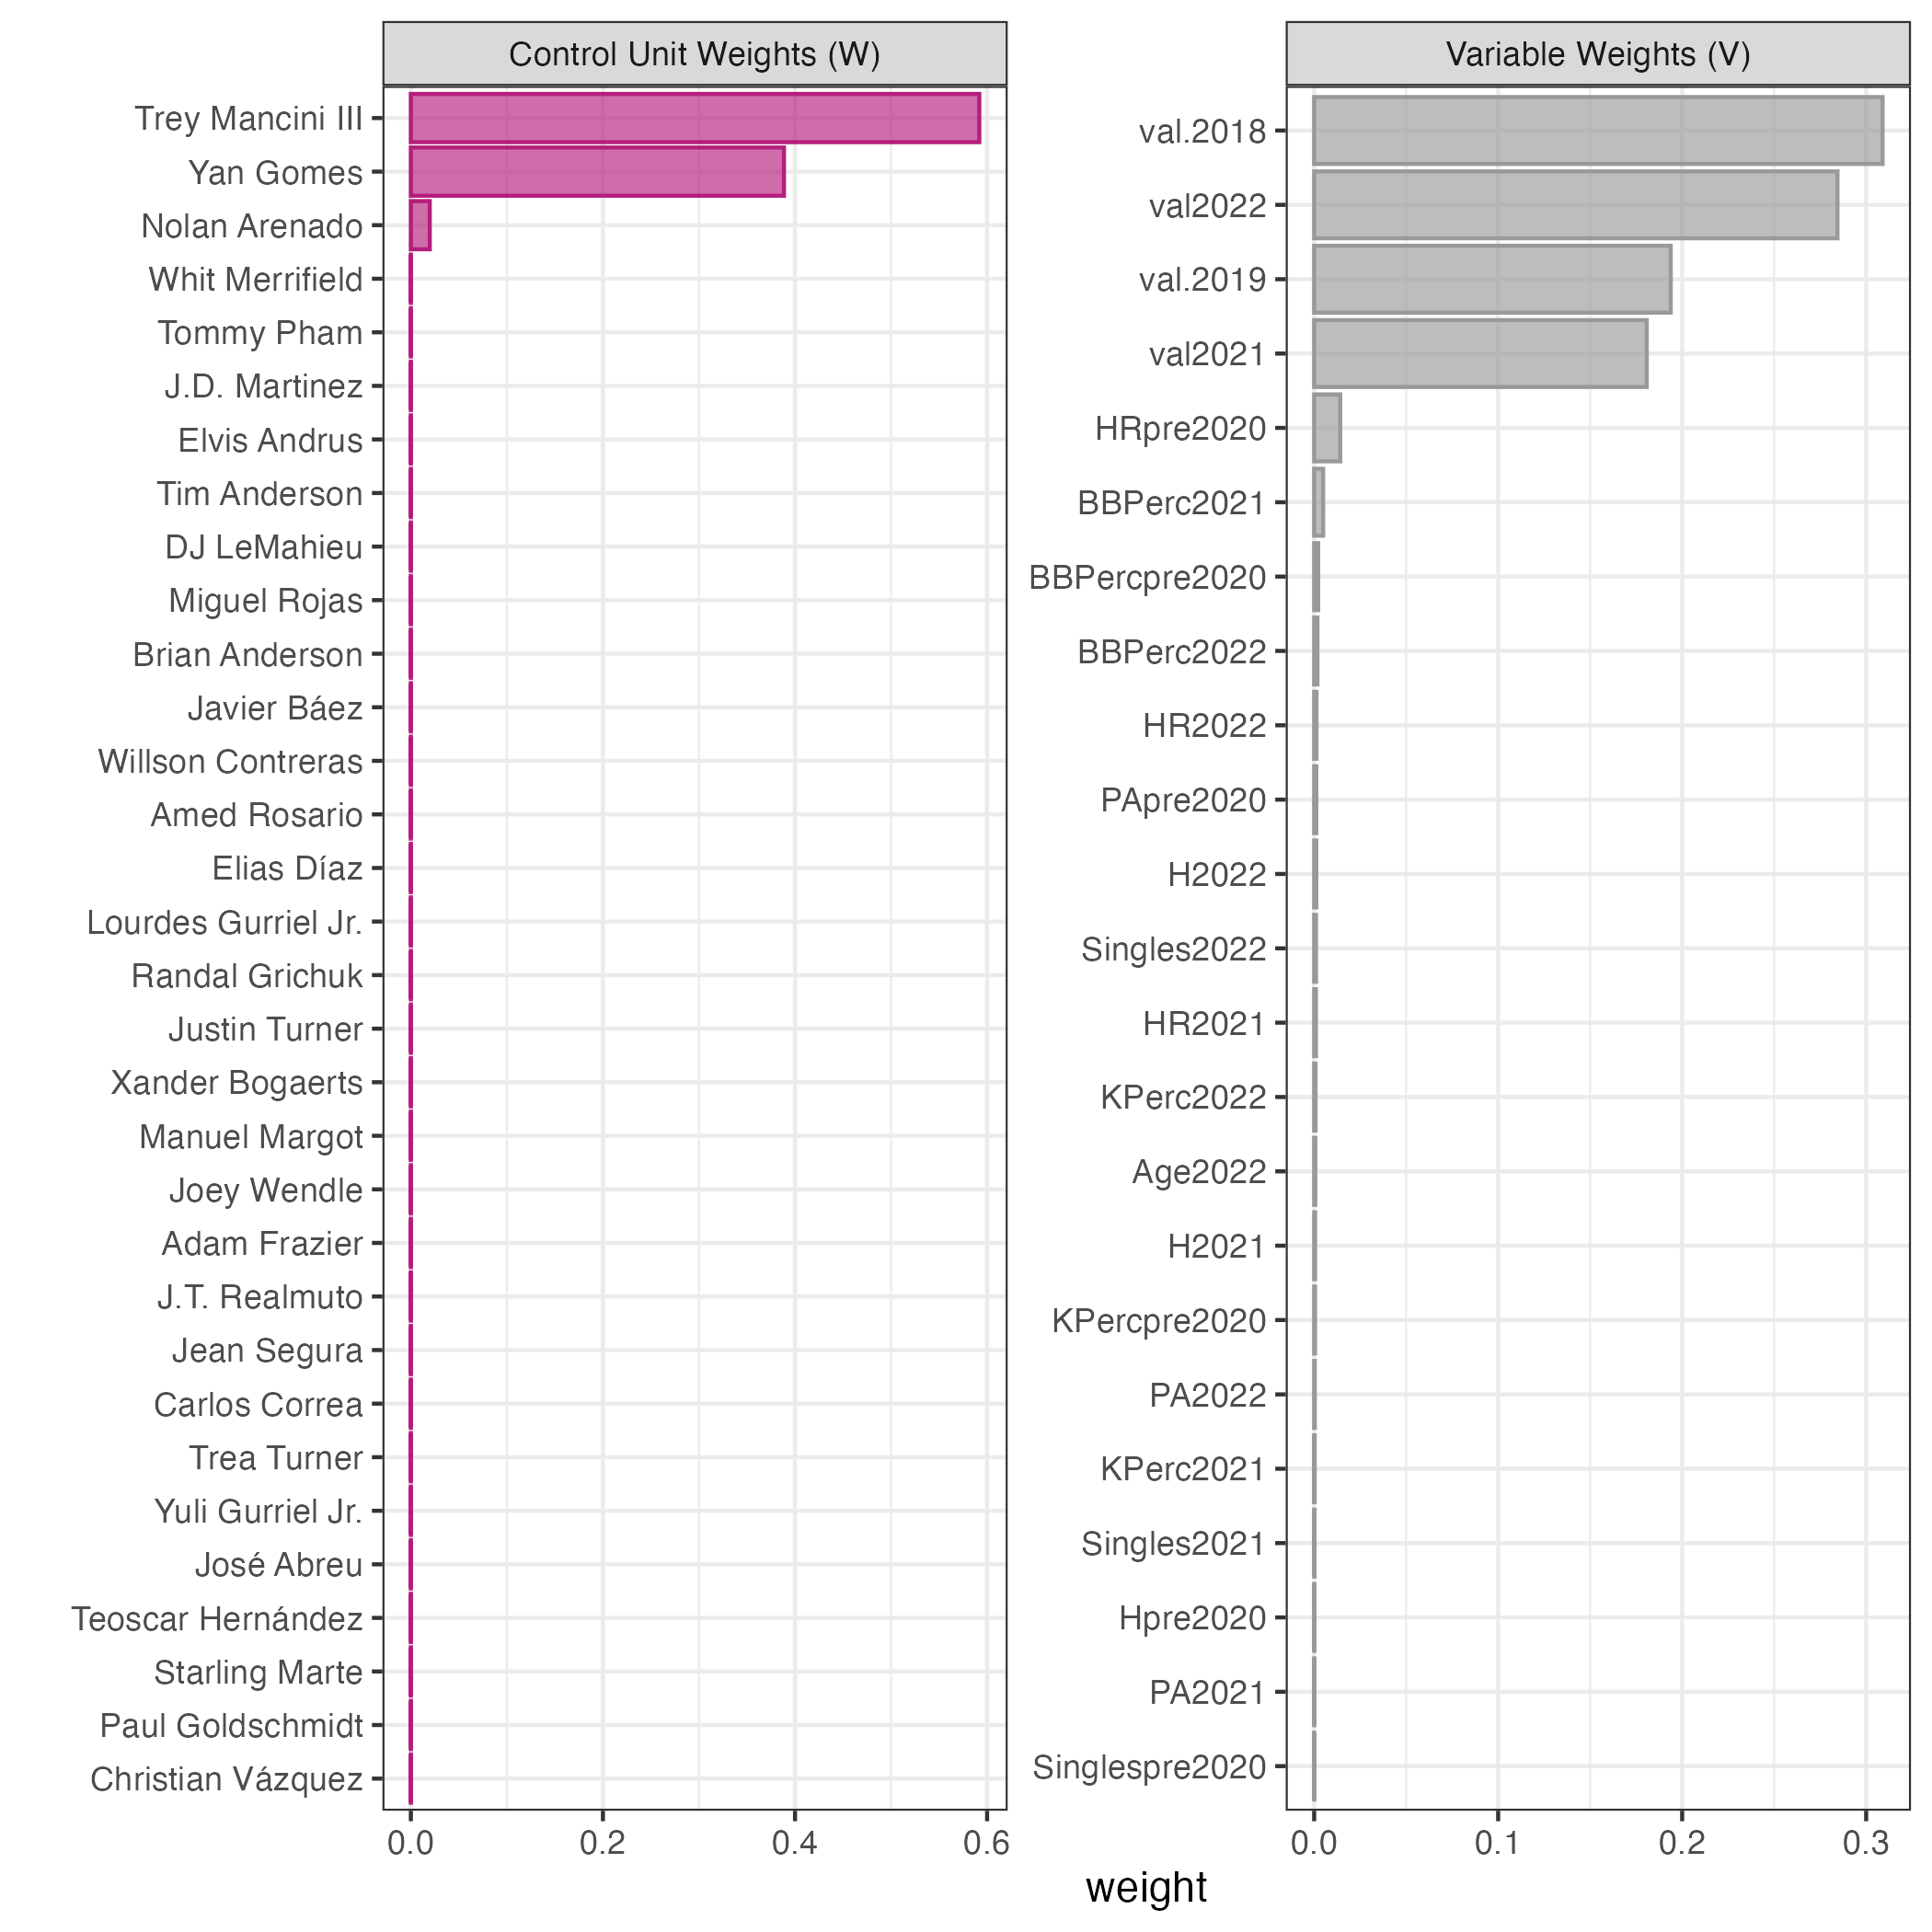 Control Unit Weights (W)
Trey Mancini III
Yan Gomes
Nolan Arenado
Whit Merrifield
Tommy Pham
J.D. Martinez
Elvis Andrus
Tim Anderson
DJ LeMahieu
Miguel Rojas
Brian Anderson
Javier Báez
Willson Contreras
Amed Rosario
Elias Díaz
Lourdes Gurriel Jr.
Randal Grichuk
Justin Turner
Xander Bogaerts
Manuel Margot
Joey Wendle
Adam Frazier
J.T. Realmuto
Jean Segura
Carlos Correa
Trea Turner
Yuli Gurriel Jr.
José Abreu
Teoscar Hernández
Starling Marte
Paul Goldschmidt
Christian Vázquez
0.0 0.2 0.4 0.6
Variable Weights (V)
val.2018
val2022
val.2019
val2021
HRpre2020
BBPerc2021
BBPercpre2020
BBPerc2022
HR2022
PApre2020
H2022
Singles2022
HR2021
KPerc2022
Age2022
H2021
KPercpre2020
PA2022
KPerc2021
Singles2021
Hpre2020
PA2021
Singlespre2020
0.0 0.1 0.2 0.3
weight